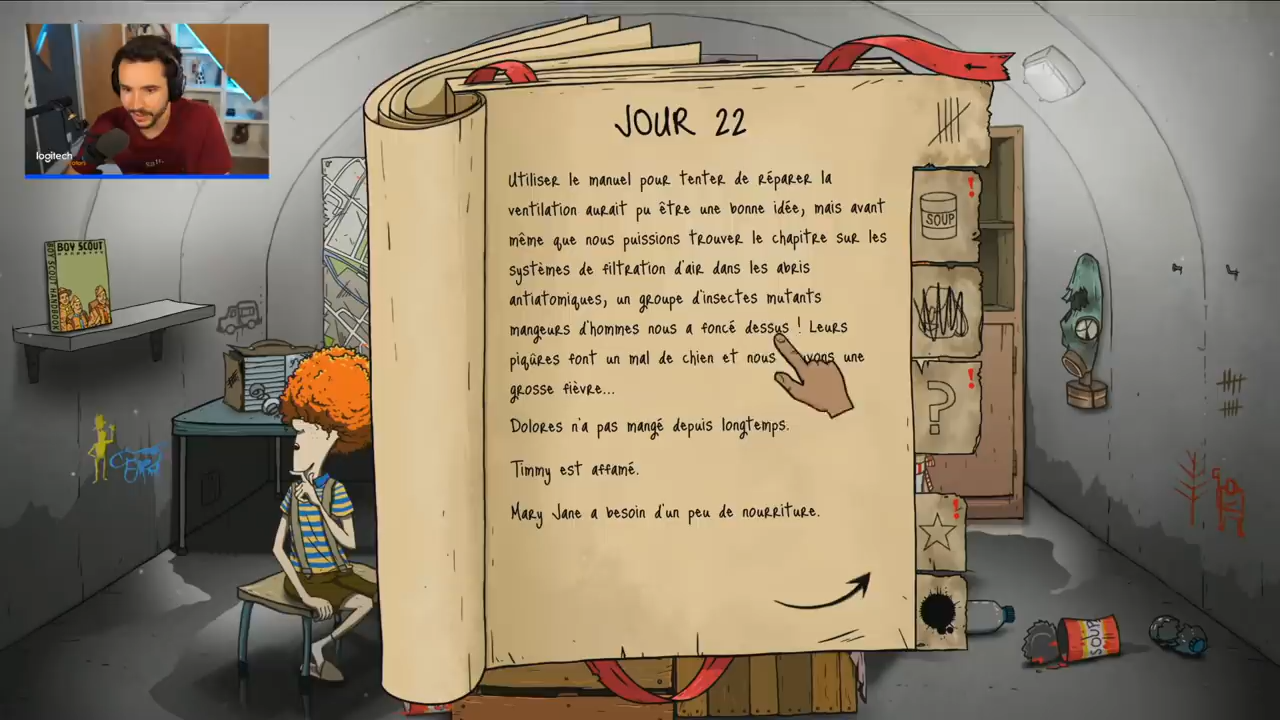 JOUR 22
Utiliser le manuel pour tenter de réparer la
ventilation aurait pu être une bonne idée, mais avant
même que nous puissions trouver le chapitre sur les
systèmes de filtration d'air dans les abris
antiatomiques, un groupe d'insectes mutants
mangeurs d'hommes nous a foncé dessus ! Leurs
piqûres font un mal de chien et nous une
grosse fièvre...
Dolores n'a pas mangé depuis longtemps.
Timmy est affamé.
Mary Jane a besoin d'un peu de nourriture.
SOUP
!
?
!
!
logitech
BOY SCOUT
BOY SCOUT HANDBOOK
SOUP